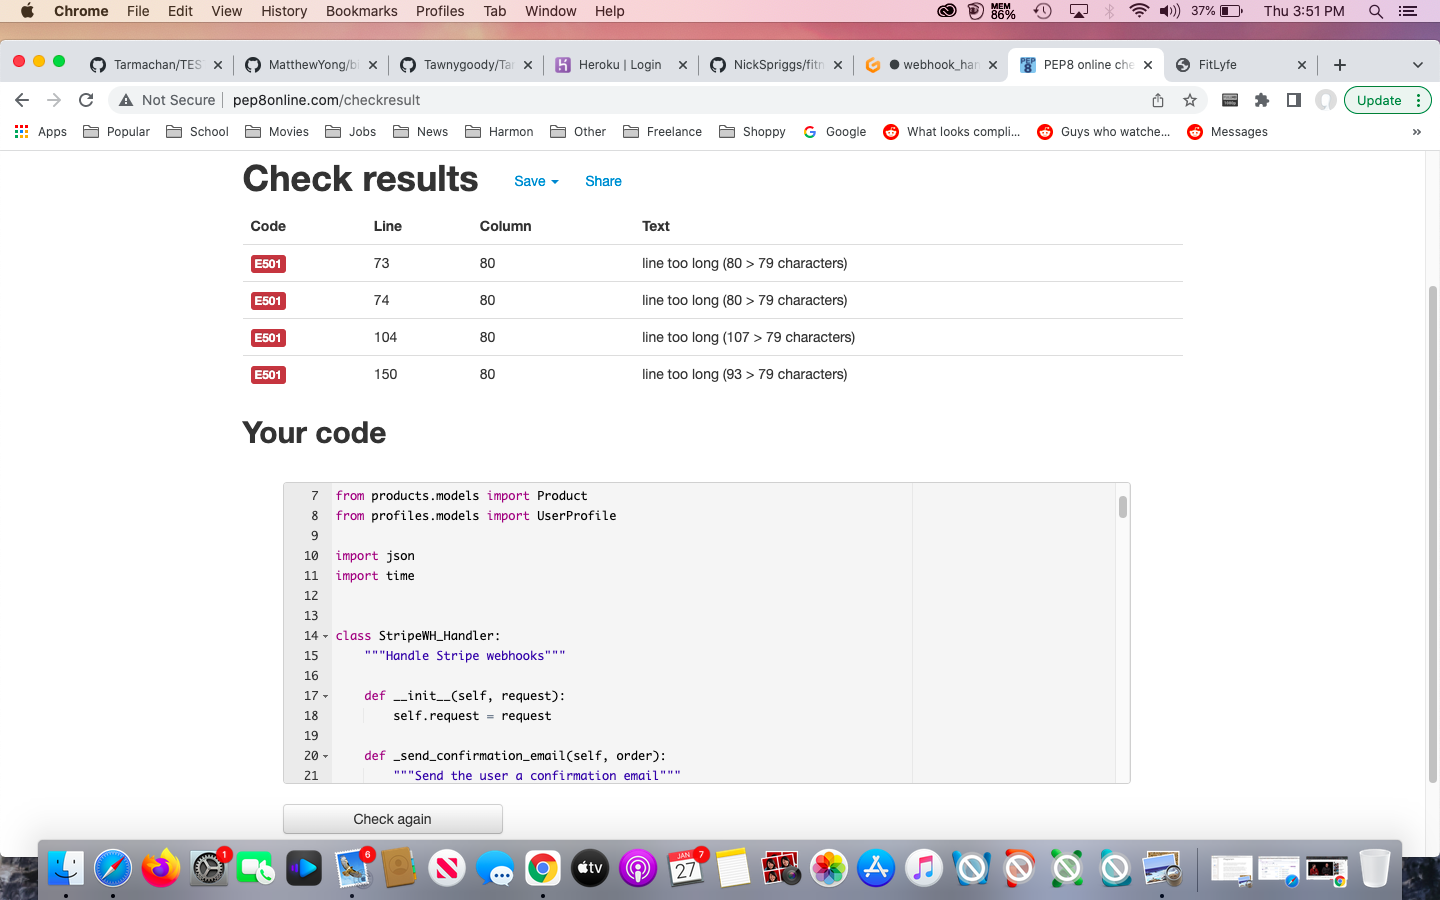 Chrome File Edit View History Bookmarks Profiles Tab Window Help MEM 86% 37% Thu 3:51 PM
Tarmachan/TES MatthewYong/bi Tawnygoody/Tar Heroku | Login NickSpriggs/fitn webhook_han PEP8 online che FitLyfe
Not Secure pep8online.com/checkresult Update
Apps Popular School Movies Jobs News Harmon Other Freelance Shoppy Google What looks compli... Guys who watche... Messages »
Check results Save Share
Code Line Column Text
E501 73 80 line too long (80 > 79 characters)
E501 74 80 line too long (80 > 79 characters)
E501 104 80 line too long (107 > 79 characters)
E501 150 80 line too long (93 > 79 characters)
Your code
7 from products.models import Product
8 from profiles.models import UserProfile
9
10 import json
11 import time
12
13
14 class StripeWH_Handler:
15 """Handle Stripe webhooks"""
16
17 def __init__(self, request):
18 self.request = request
19
20 def _send_confirmation_email(self, order):
21 """Send the user a confirmation email"""
Check again
1 6 tv JAN 27 7